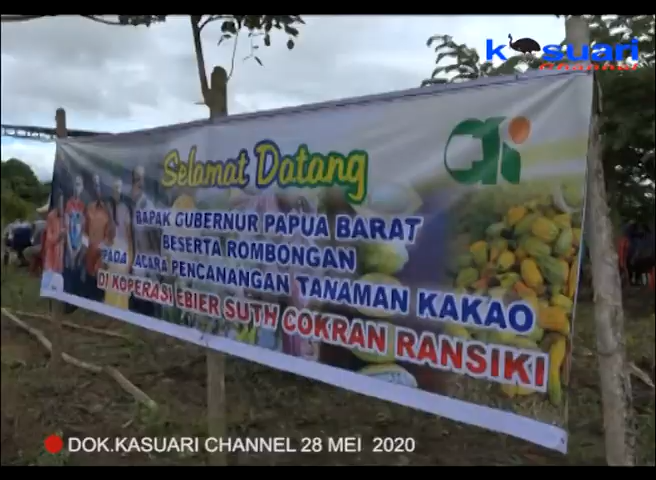 kasuari
Channel
Selamat Datang
BAPAK GUBERNUR PAPUA BARAT
BESERTA ROMBONGAN
PADA ACARA PENCANANGAN TANAMAN KAKAO
DI KOPERASI EBIER SUTH COKRAN RANSIKI
DOK.KASUARI CHANNEL 28 MEI 2020